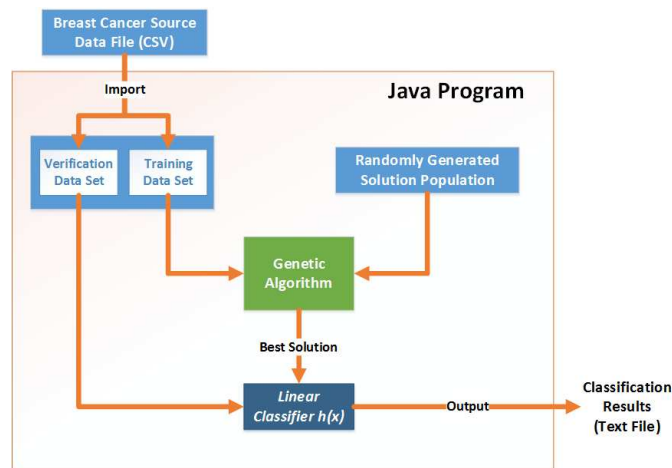 Breast Cancer Source
Data File (CSV)
Import
Java Program
Verification
Data Set
Training
Data Set
Randomly Generated
Solution Population
Genetic
Algorithm
Best Solution
Linear
Classifier h(x)
Output
Classification
Results
(Text File)